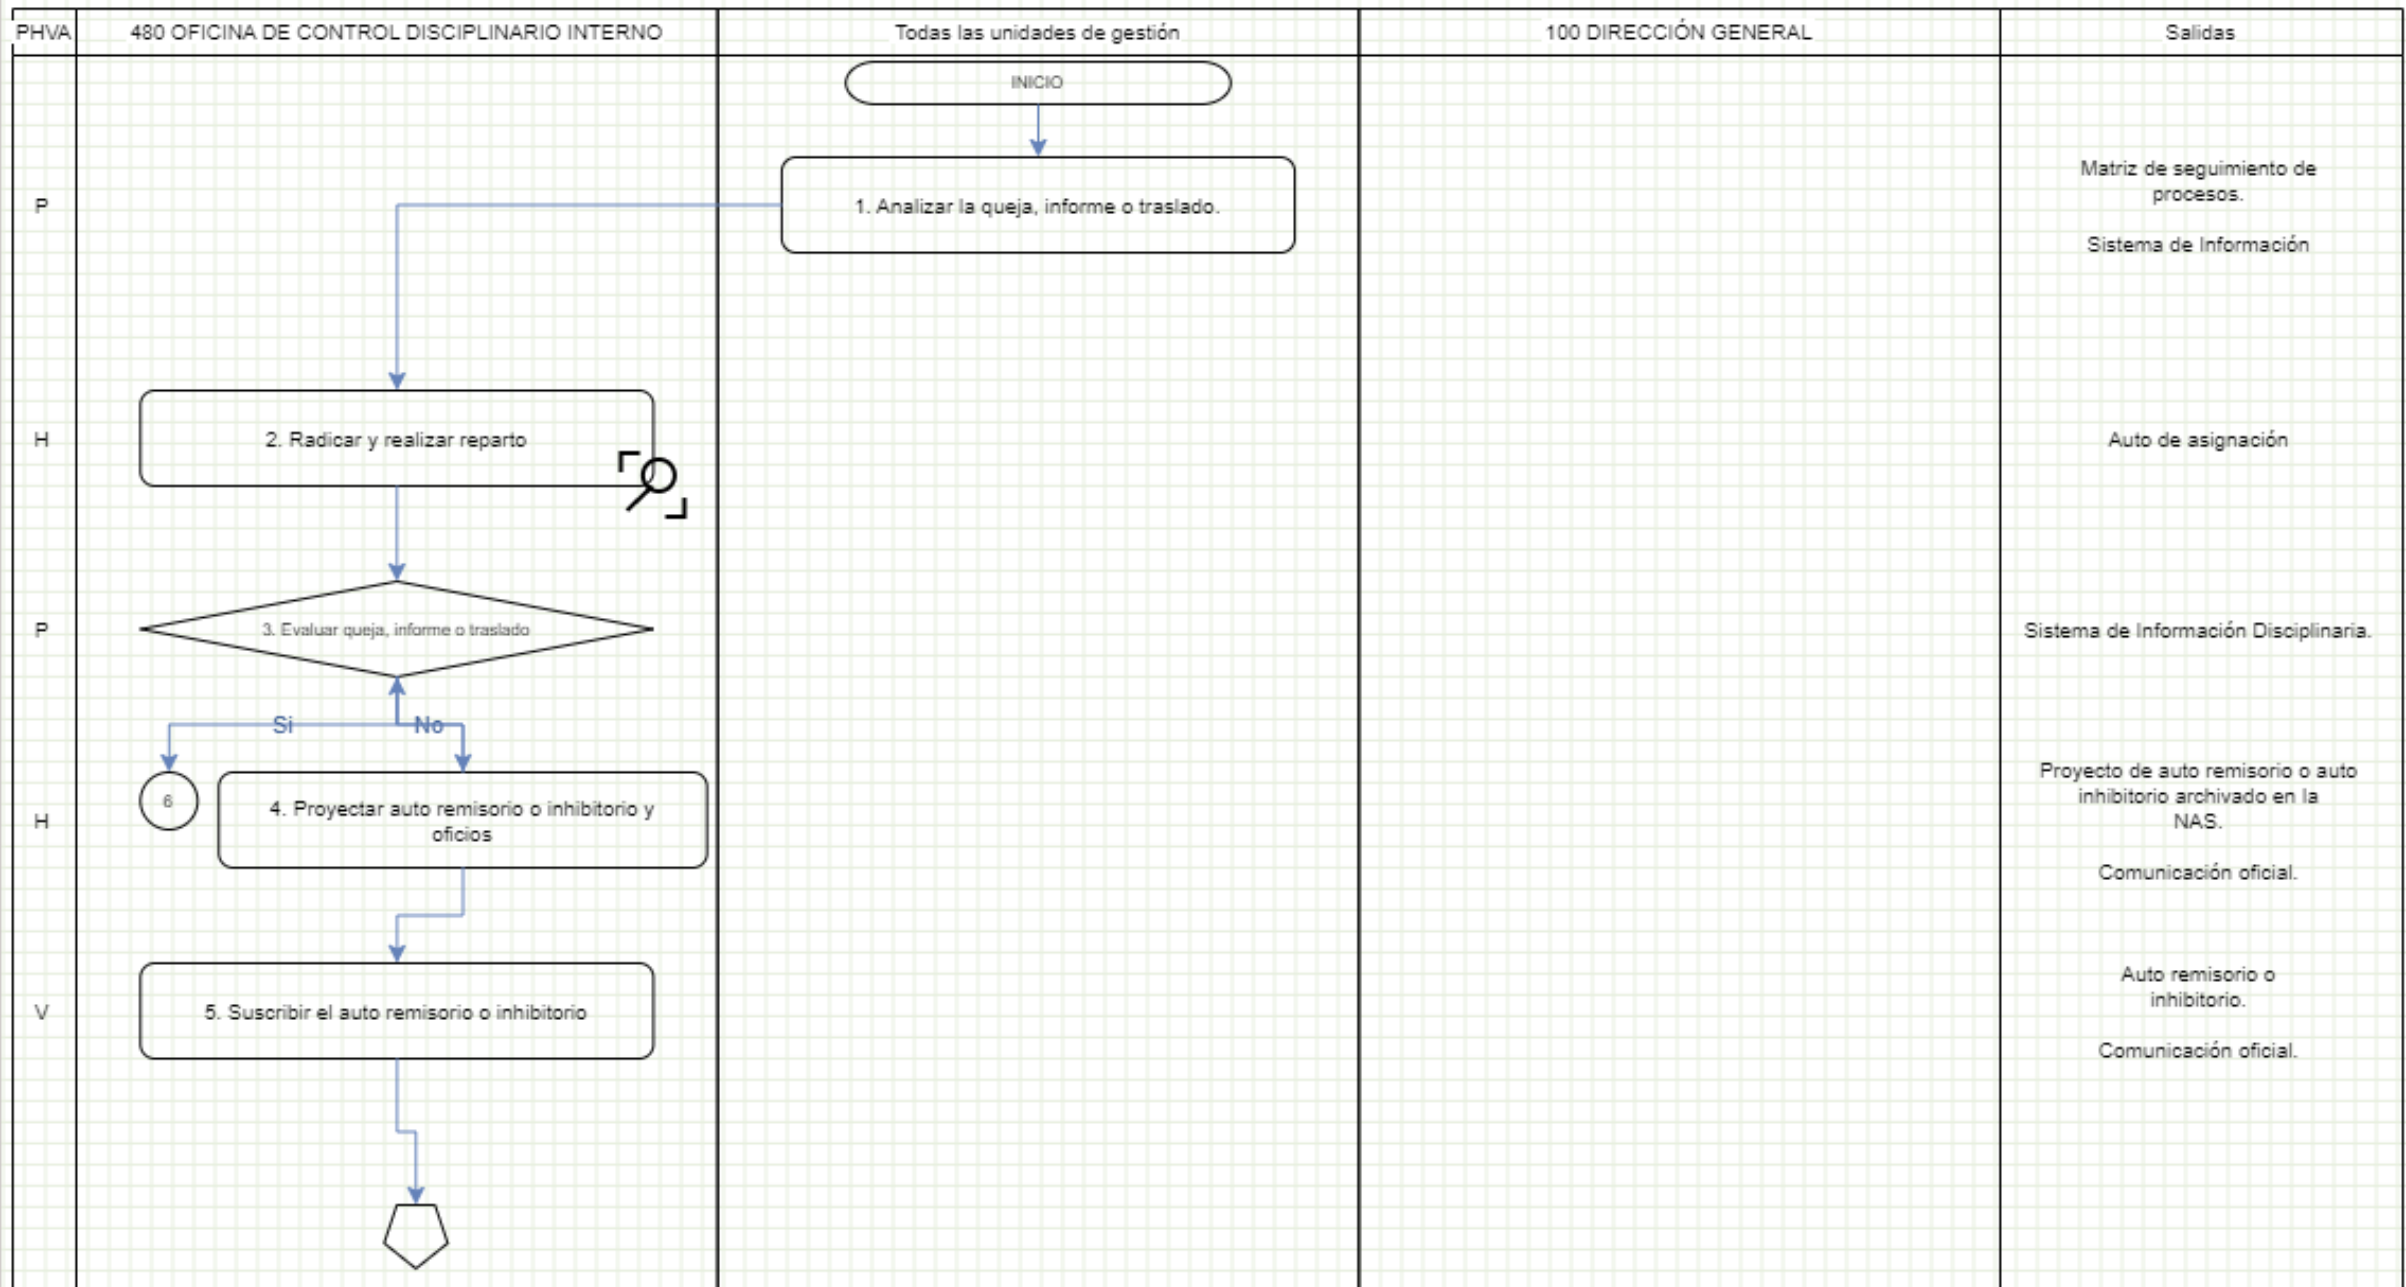 PHVA
480 OFICINA DE CONTROL DISCIPLINARIO INTERNO
Todas las unidades de gestión
100 DIRECCIÓN GENERAL
Salidas
INICIO
P
1. Analizar la queja, informe o traslado.
Matriz de seguimiento de
procesos.
Sistema de Información
H
2. Radicar y realizar reparto
Auto de asignación
P
3. Evaluar queja, informe o traslado
Sistema de Información Disciplinaria.
Si
No
H
6
4. Proyectar auto remisorio o inhibitorio y
oficios
Proyecto de auto remisorio o auto
inhibitorio archivado en la
NAS.
Comunicación oficial.
V
5. Suscribir el auto remisorio o inhibitorio
Auto remisorio o
inhibitorio.
Comunicación oficial.